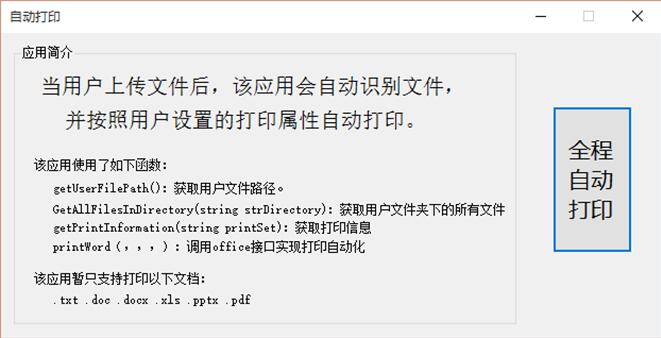 自动打印
应用简介
当用户上传文件后，该应用会自动识别文件，
并按照用户设置的打印属性自动打印。
该应用使用了如下函数：
getUserFilePath()：获取用户文件路径。
GetAllFilesInDirectory(string strDirectory)：获取用户文件夹下的所有文件
getPrintInformation(string printSet)：获取打印信息
printWord（，，，）：调用office接口实现打印自动化
该应用暂只支持打印以下文档：
.txt .doc .docx .xls .pptx .pdf
全程
自动
打印